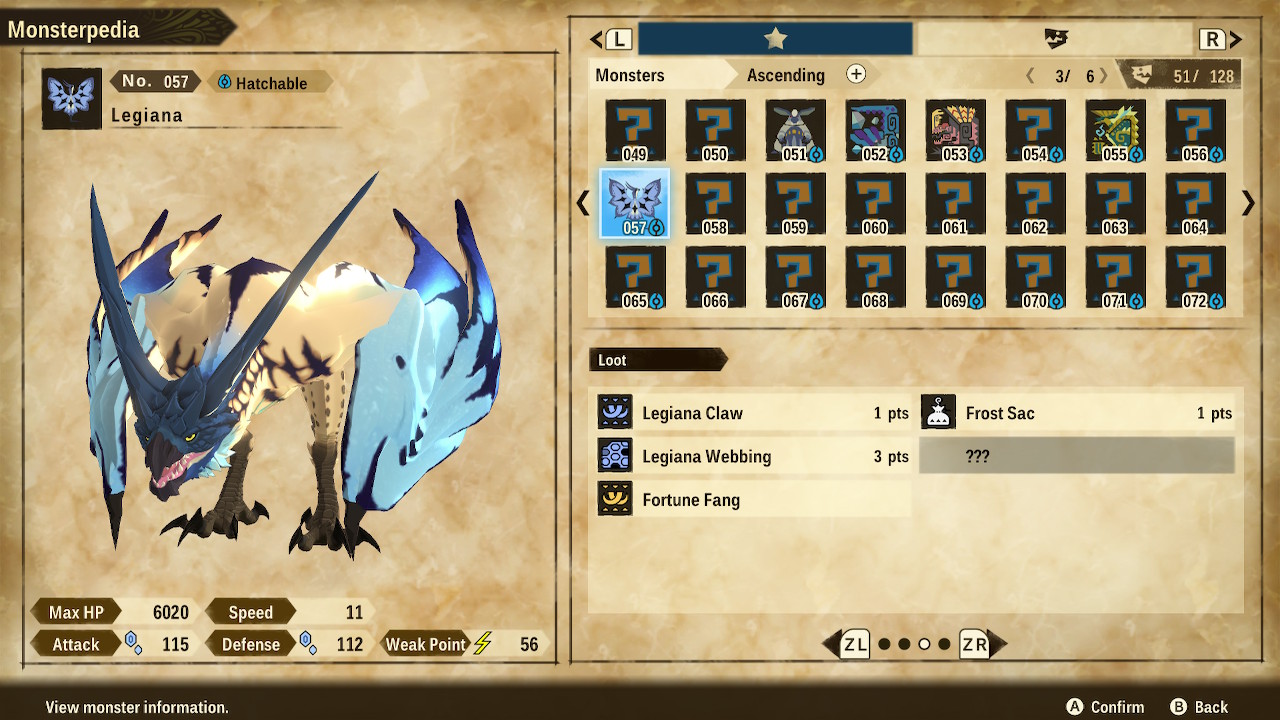 Monsterpedia
No. 057
Hatchable
Legiana
L
R
Monsters
Ascending
3/ 6
51/ 128
049 050 051 052 053 054 055 056
057 058 059 060 061 062 063 064
065 066 067 068 069 070 071 072
Loot
Legiana Claw 1 pts
Frost Sac 1 pts
Legiana Webbing 3 pts
???
Fortune Fang
Max HP 6020
Speed 11
Attack 115
Defense 112
Weak Point 56
ZL
ZR
View monster information.
A Confirm
B Back